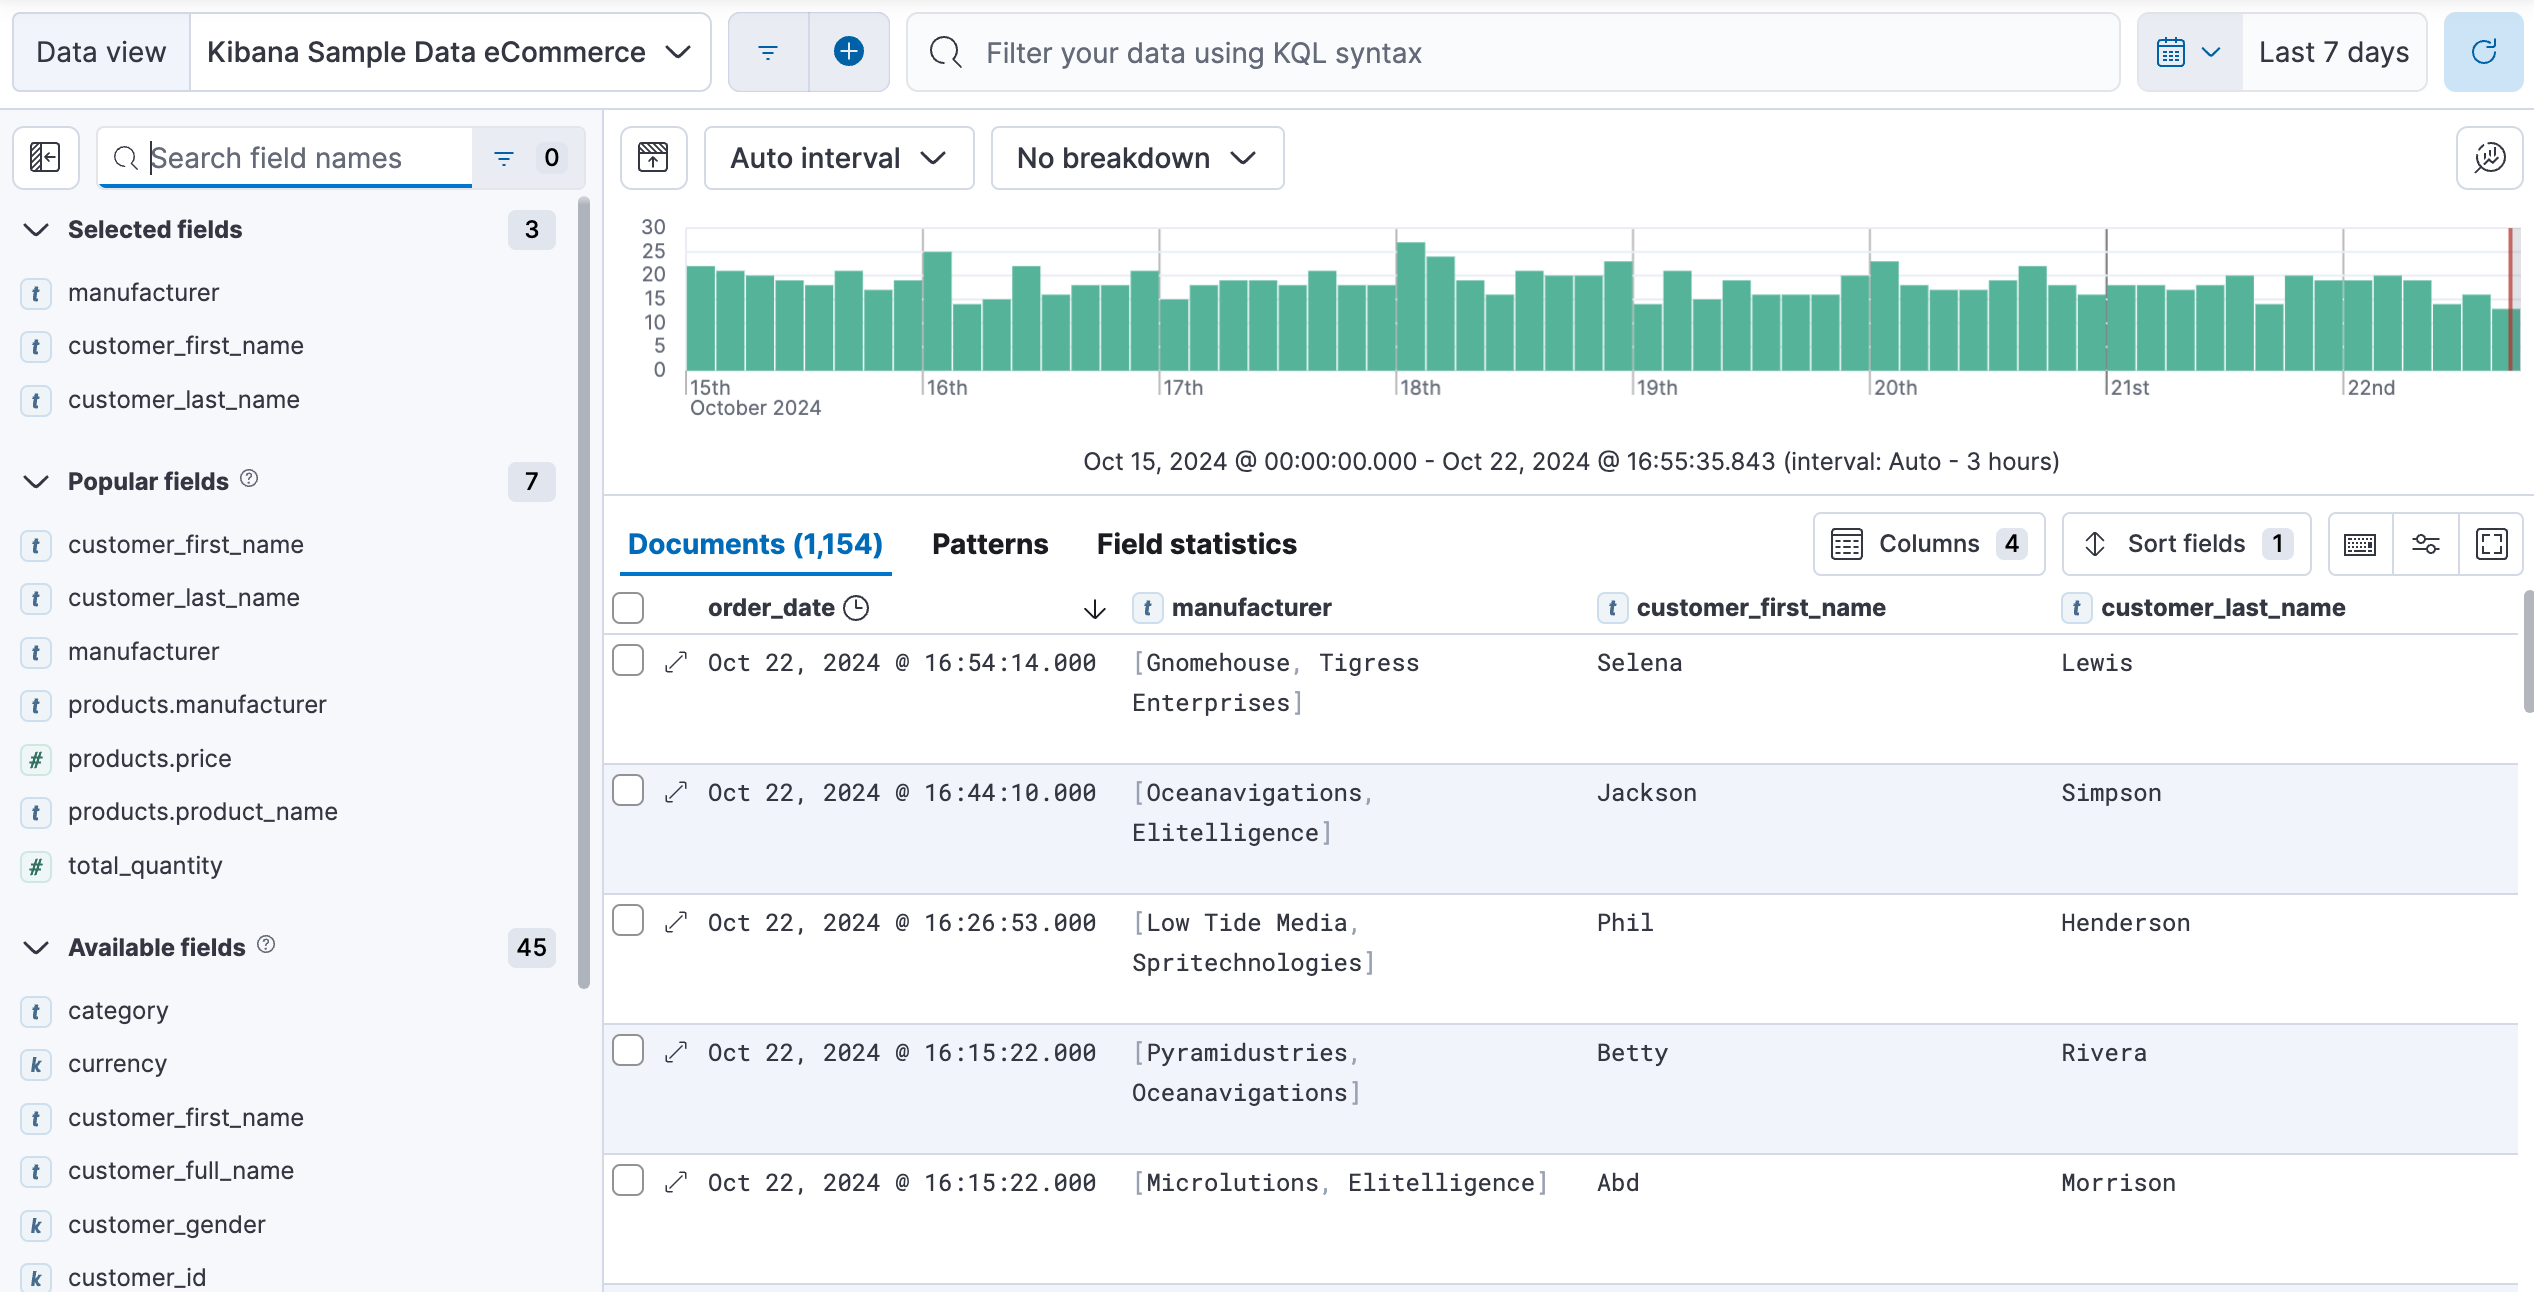 Data view Kibana Sample Data eCommerce Filter your data using KQL syntax Last 7 days
Search field names 0
Selected fields 3
t manufacturer
t customer_first_name
t customer_last_name
Popular fields 7
t customer_first_name
t customer_last_name
t manufacturer
t products.manufacturer
# products.price
t products.product_name
# total_quantity
Available fields 45
t category
k currency
t customer_first_name
t customer_full_name
k customer_gender
k customer_id
Auto interval No breakdown
30
25
20
15
10
5
0
15th 16th 17th 18th 19th 20th 21st 22nd
October 2024
Oct 15, 2024 @ 00:00:00.000 - Oct 22, 2024 @ 16:55:35.843 (interval: Auto - 3 hours)
Documents (1,154) Patterns Field statistics Columns 4 Sort fields 1
order_date t manufacturer t customer_first_name t customer_last_name
Oct 22, 2024 @ 16:54:14.000 [Gnomehouse, Tigress Selena Lewis
Enterprises]
Oct 22, 2024 @ 16:44:10.000 [Oceanavigations, Jackson Simpson
Elitelligence]
Oct 22, 2024 @ 16:26:53.000 [Low Tide Media, Phil Henderson
Spritechnologies]
Oct 22, 2024 @ 16:15:22.000 [Pyramidustries, Betty Rivera
Oceanavigations]
Oct 22, 2024 @ 16:15:22.000 [Microlutions, Elitelligence] Abd Morrison